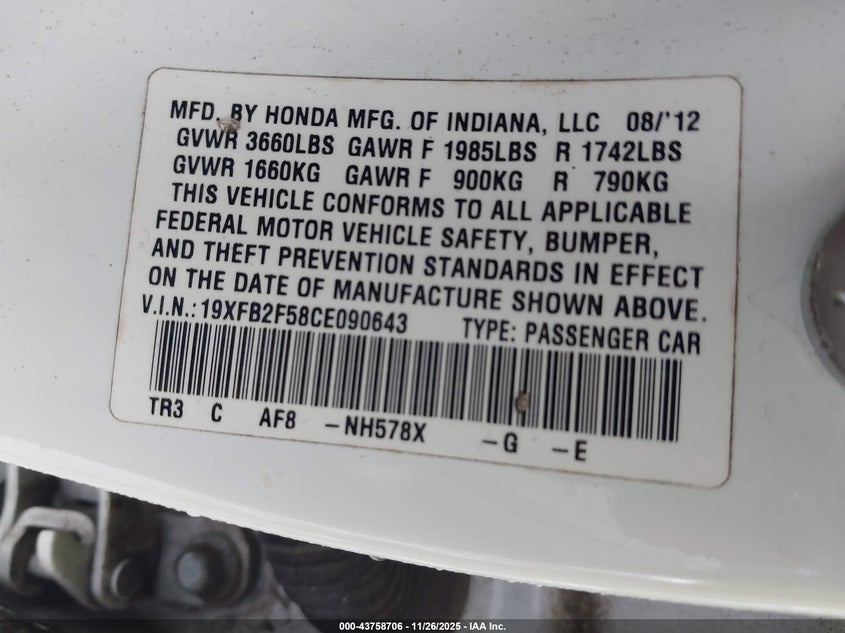 MFD. BY HONDA MFG. OF INDIANA, LLC 08/'12
GVWR 3660LBS GAWR F 1985LBS R 1742LBS
GVWR 1660KG GAWR F 900KG R 790KG
THIS VEHICLE CONFORMS TO ALL APPLICABLE
FEDERAL MOTOR VEHICLE SAFETY, BUMPER,
AND THEFT PREVENTION STANDARDS IN EFFECT
ON THE DATE OF MANUFACTURE SHOWN ABOVE.
V.I.N.:19XFB2F58CE090643 TYPE: PASSENGER CAR
TR3 C AF8 -NH578X -G -E
000-43758706 - 11/26/2025 - IAA Inc.